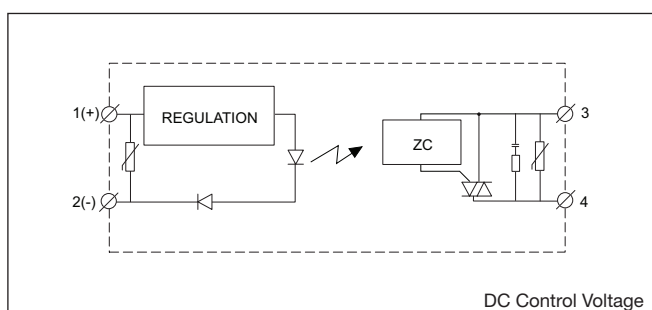 1(+)
REGULATION
3
ZC
2(-)
4
DC Control Voltage